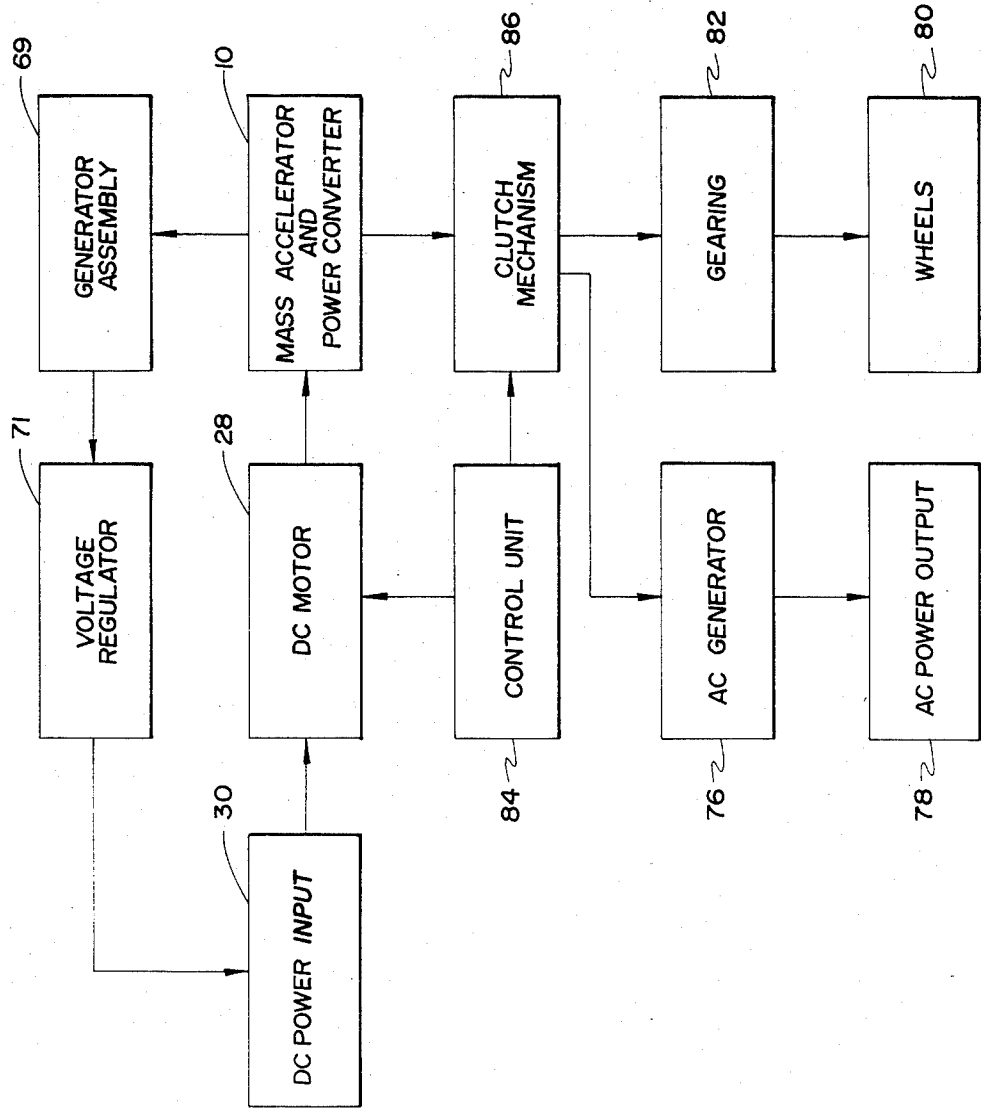 69
GENERATOR
ASSEMBLY
10
MASS ACCELERATOR
AND
POWER CONVERTER
86
CLUTCH
MECHANISM
82
GEARING
80
WHEELS
71
VOLTAGE
REGULATOR
28
DC MOTOR
CONTROL UNIT
84
AC GENERATOR
76
AC POWER OUTPUT
78
30
DC POWER INPUT